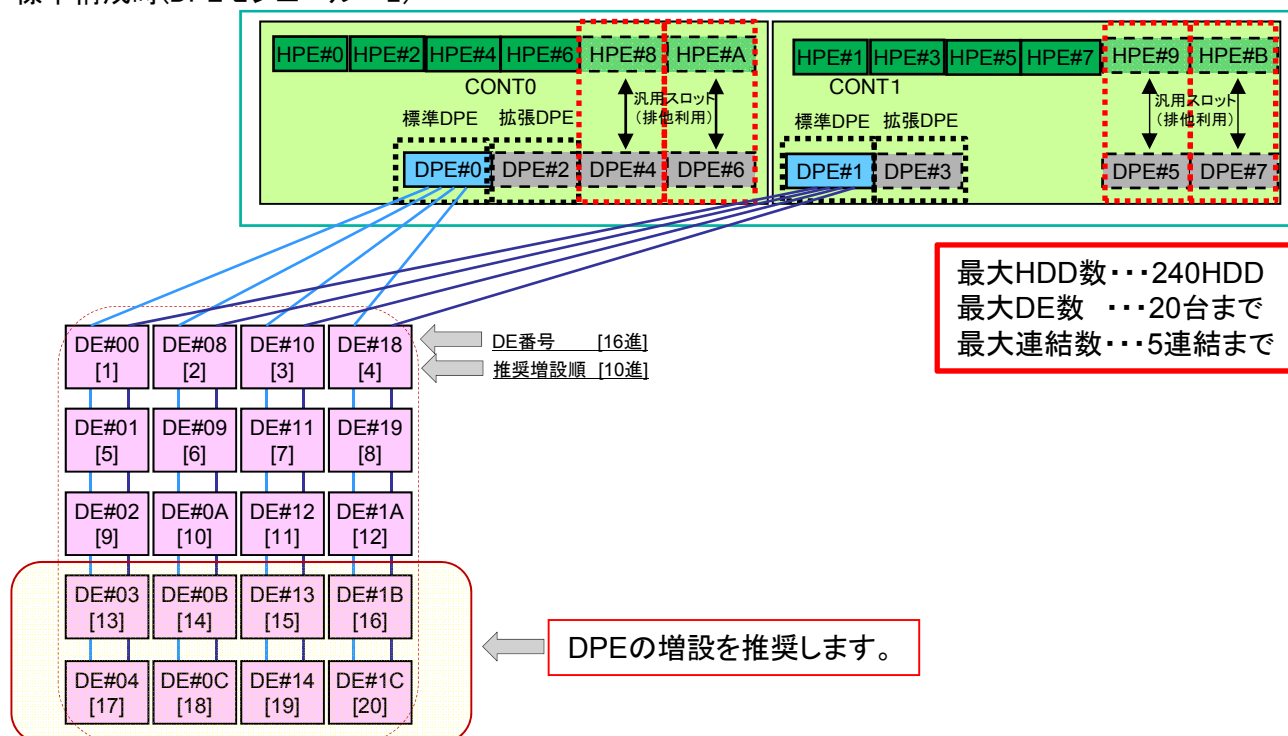 HPE#0 HPE#2 HPE#4 HPE#6 HPE#8 HPE#A
CONT0
汎用スロット
(排他利用)
標準DPE 拡張DPE
DPE#0 DPE#2 DPE#4 DPE#6
HPE#1 HPE#3 HPE#5 HPE#7 HPE#9 HPE#B
CONT1
汎用スロット
(排他利用)
標準DPE 拡張DPE
DPE#1 DPE#3 DPE#5 DPE#7
最大HDD数・・・240HDD
最大DE数 ・・・20台まで
最大連結数・・・5連結まで
DE#00 DE#08 DE#10 DE#18
[1] [2] [3] [4]
DE番号 [16進]
推奨増設順 [10進]
DE#01 DE#09 DE#11 DE#19
[5] [6] [7] [8]
DE#02 DE#0A DE#12 DE#1A
[9] [10] [11] [12]
DE#03 DE#0B DE#13 DE#1B
[13] [14] [15] [16]
DPEの増設を推奨します。
DE#04 DE#0C DE#14 DE#1C
[17] [18] [19] [20]